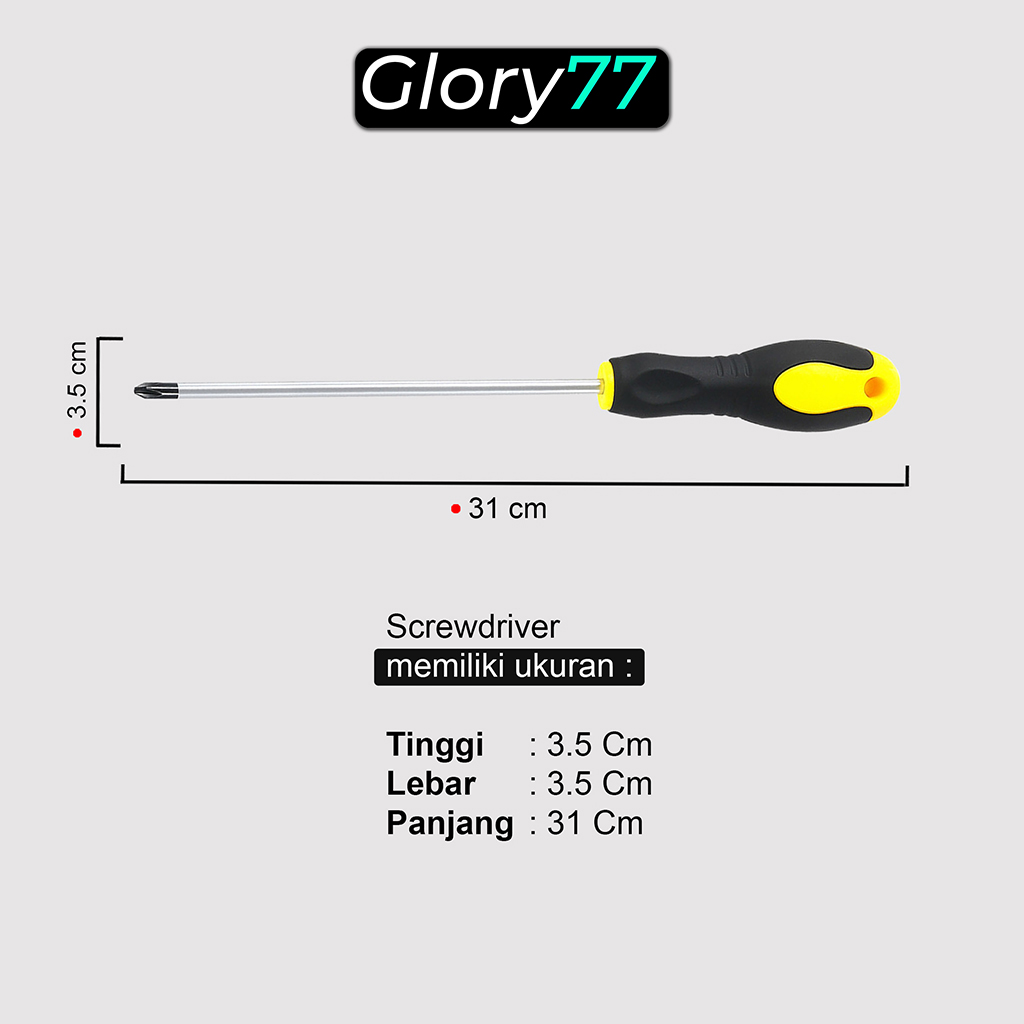 Glory77
3.5 cm
31 cm
Screwdriver
memiliki ukuran :
Tinggi : 3.5 Cm
Lebar : 3.5 Cm
Panjang : 31 Cm